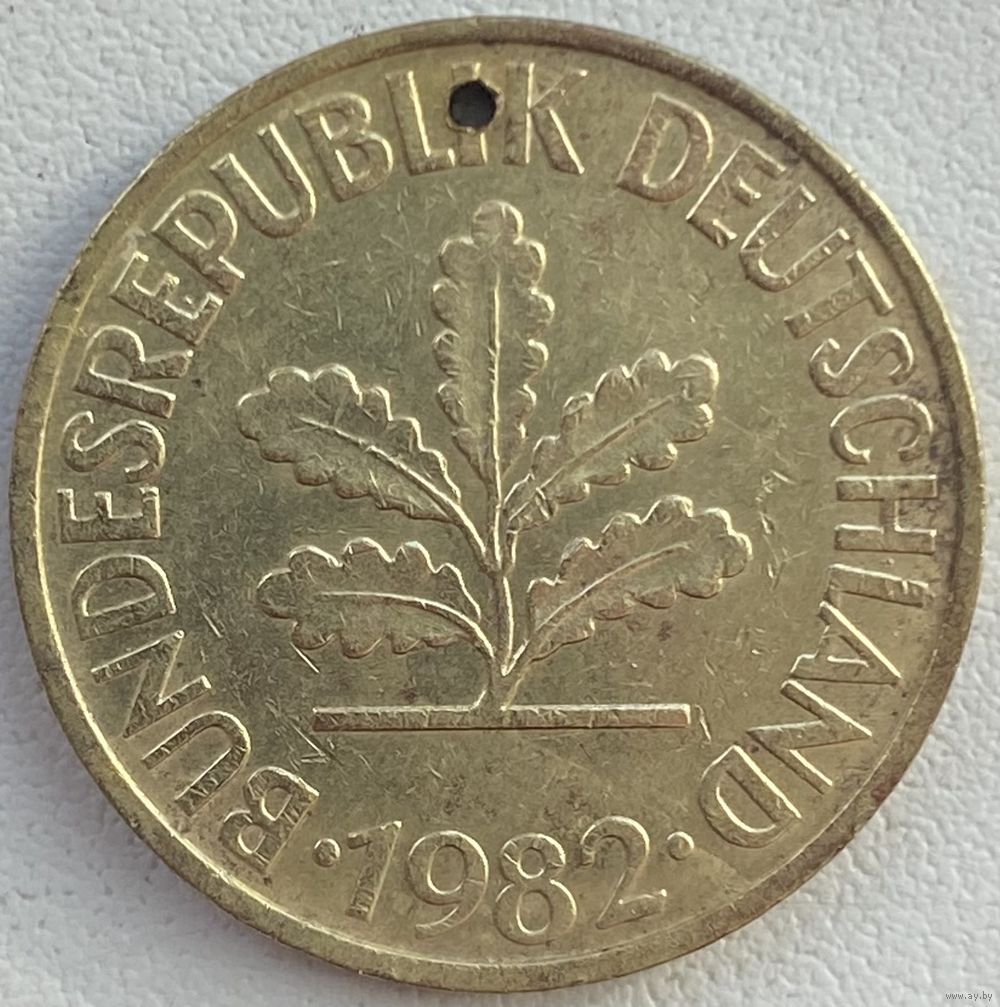 BUNDESREPUBLIK DEUTSCHLAND
· 1982 ·
www.ay.by